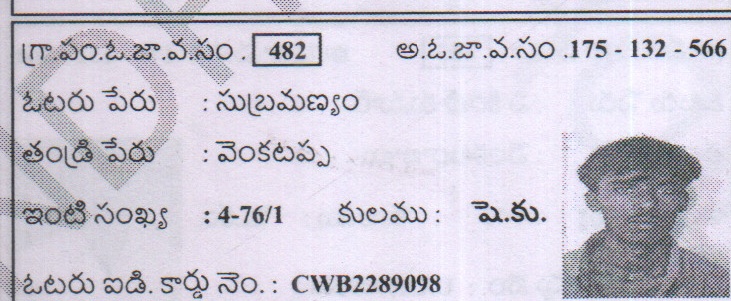 గ్రా.పం.ఓ.జా.వ.సం. 482 అ.ఓ.జా.వ.సం .175 - 132 - 566
ఓటరు పేరు : సుబ్రమణ్యం
తండ్రి పేరు : వెంకటప్ప
ఇంటి సంఖ్య : 4-76/1 కులము : షె.కు.
ఓటరు ఐడి. కార్డు నెం. : CWB2289098